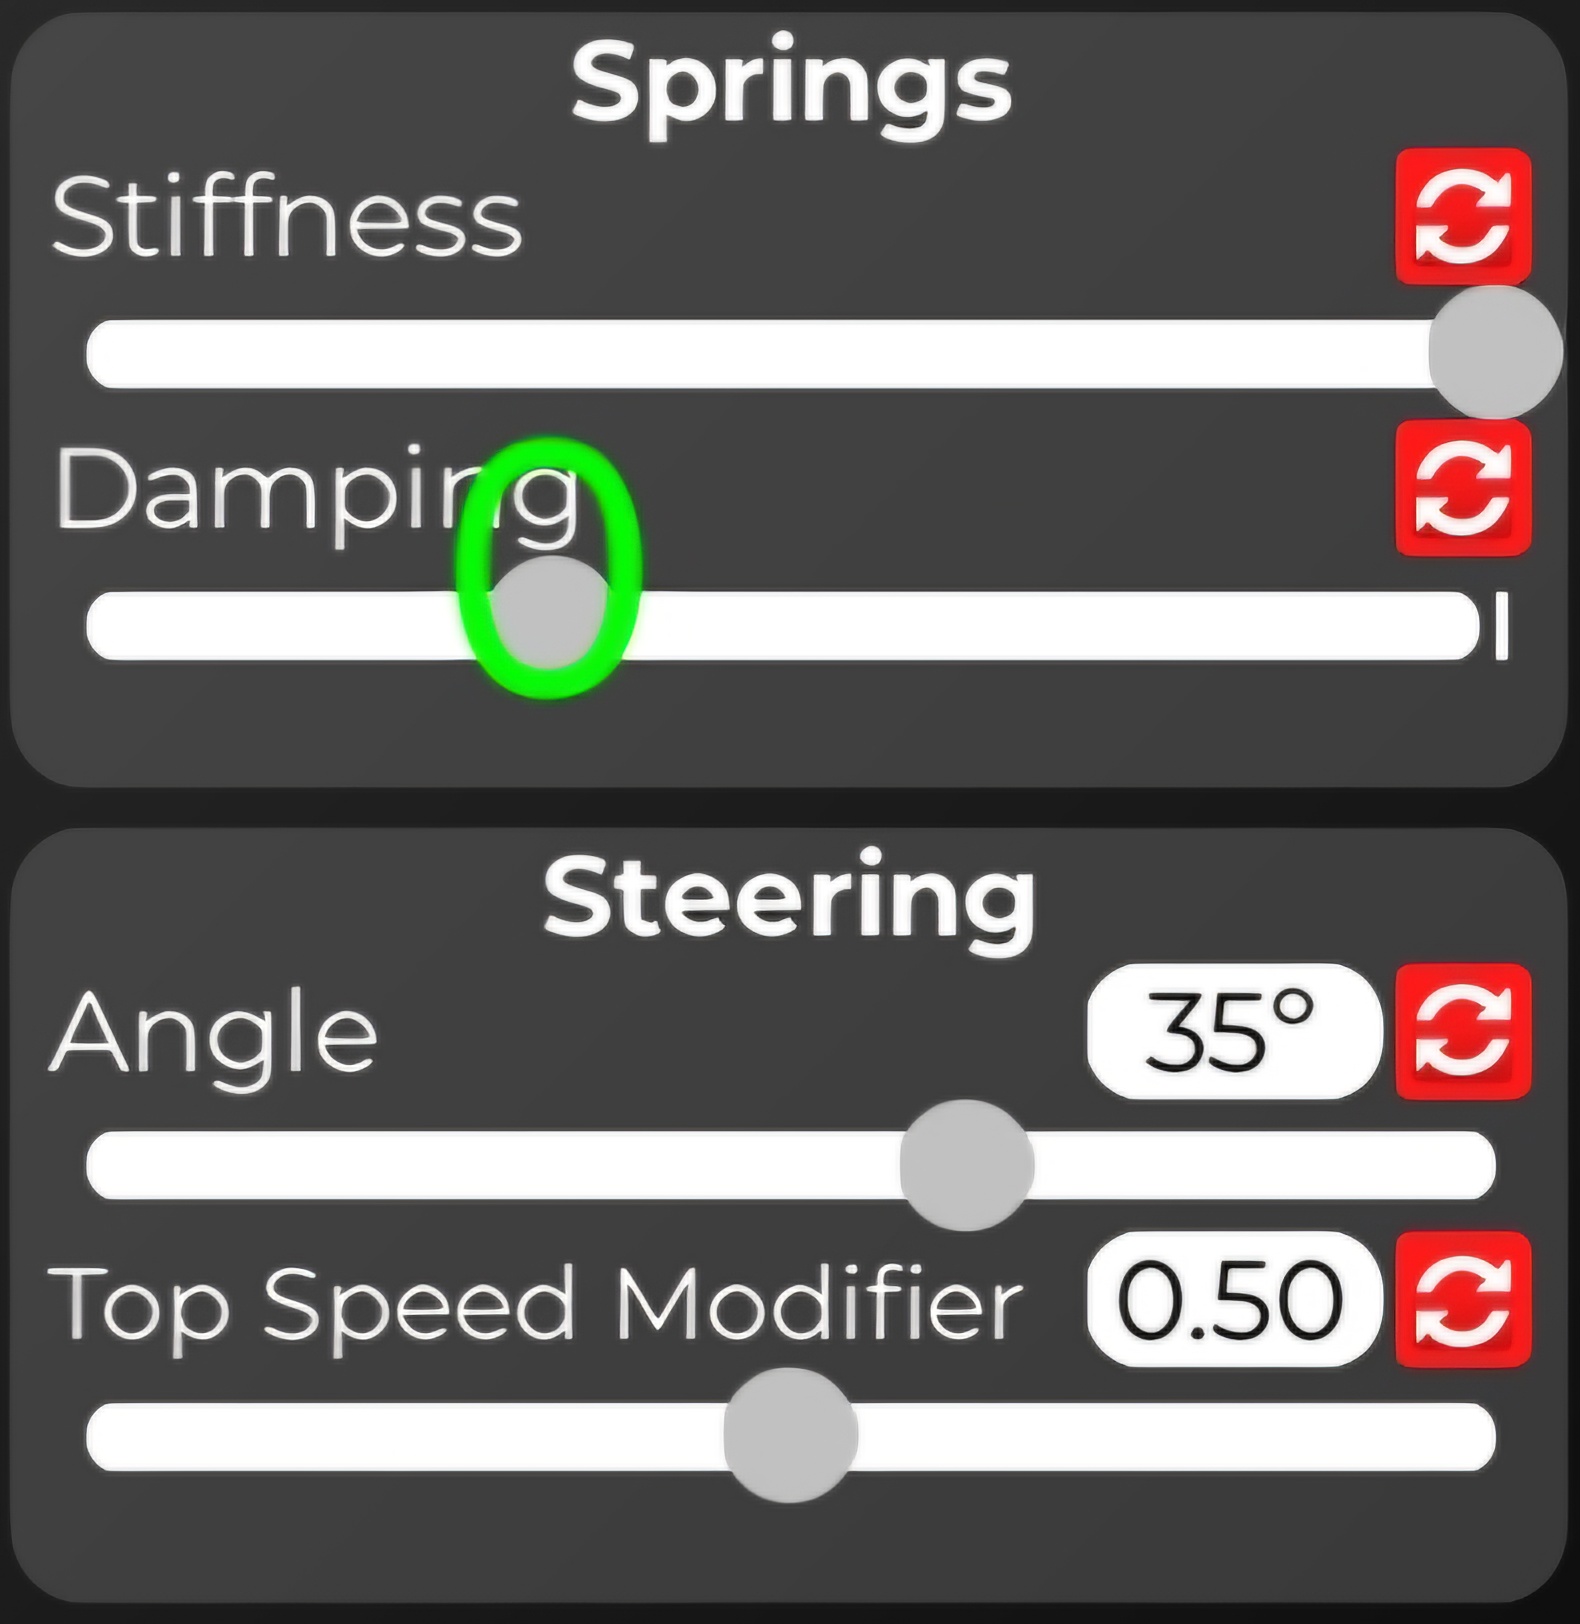 Springs
Stiffness
Damping
Steering
Angle 35°
Top Speed Modifier 0.50